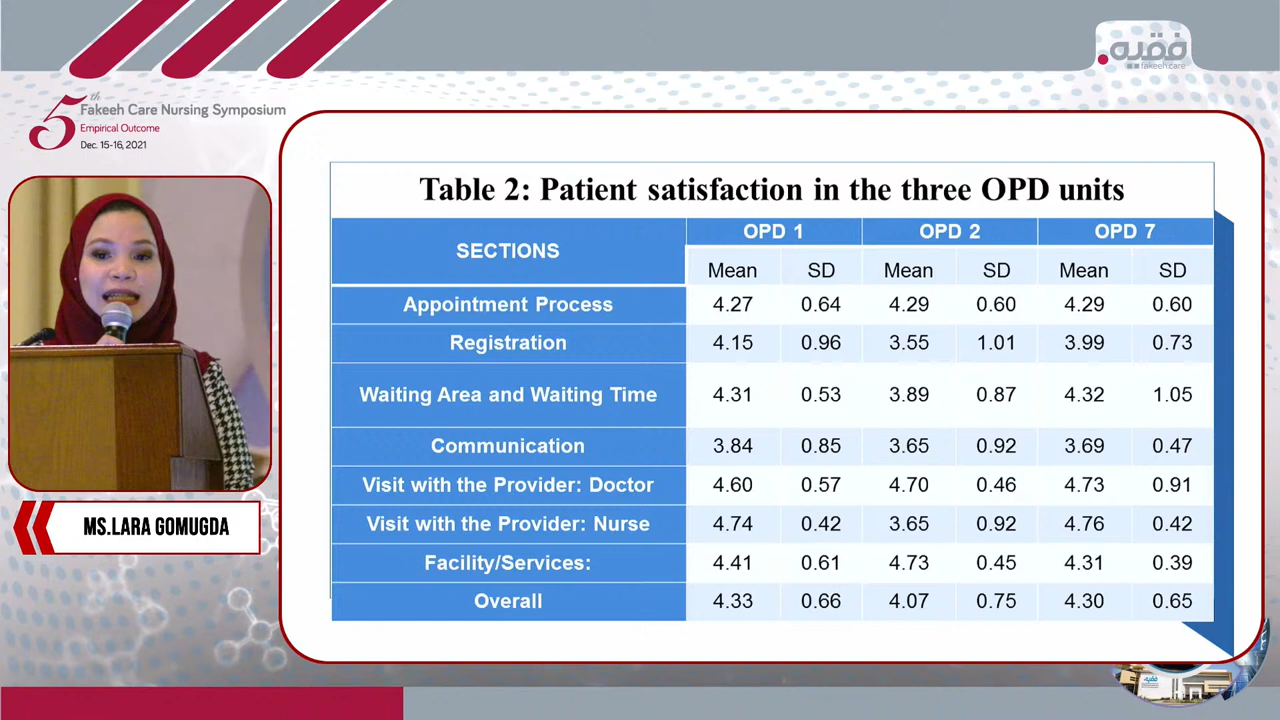 فقيه
fakeeh.care
5th
Fakeeh Care Nursing Symposium
Empirical Outcome
Dec. 15-16, 2021
Table 2: Patient satisfaction in the three OPD units
SECTIONS OPD 1 OPD 2 OPD 7
Mean SD Mean SD Mean SD
Appointment Process 4.27 0.64 4.29 0.60 4.29 0.60
Registration 4.15 0.96 3.55 1.01 3.99 0.73
Waiting Area and Waiting Time 4.31 0.53 3.89 0.87 4.32 1.05
Communication 3.84 0.85 3.65 0.92 3.69 0.47
Visit with the Provider: Doctor 4.60 0.57 4.70 0.46 4.73 0.91
Visit with the Provider: Nurse 4.74 0.42 3.65 0.92 4.76 0.42
Facility/Services: 4.41 0.61 4.73 0.45 4.31 0.39
Overall 4.33 0.66 4.07 0.75 4.30 0.65
MS.LARA GOMUGDA
فقيه